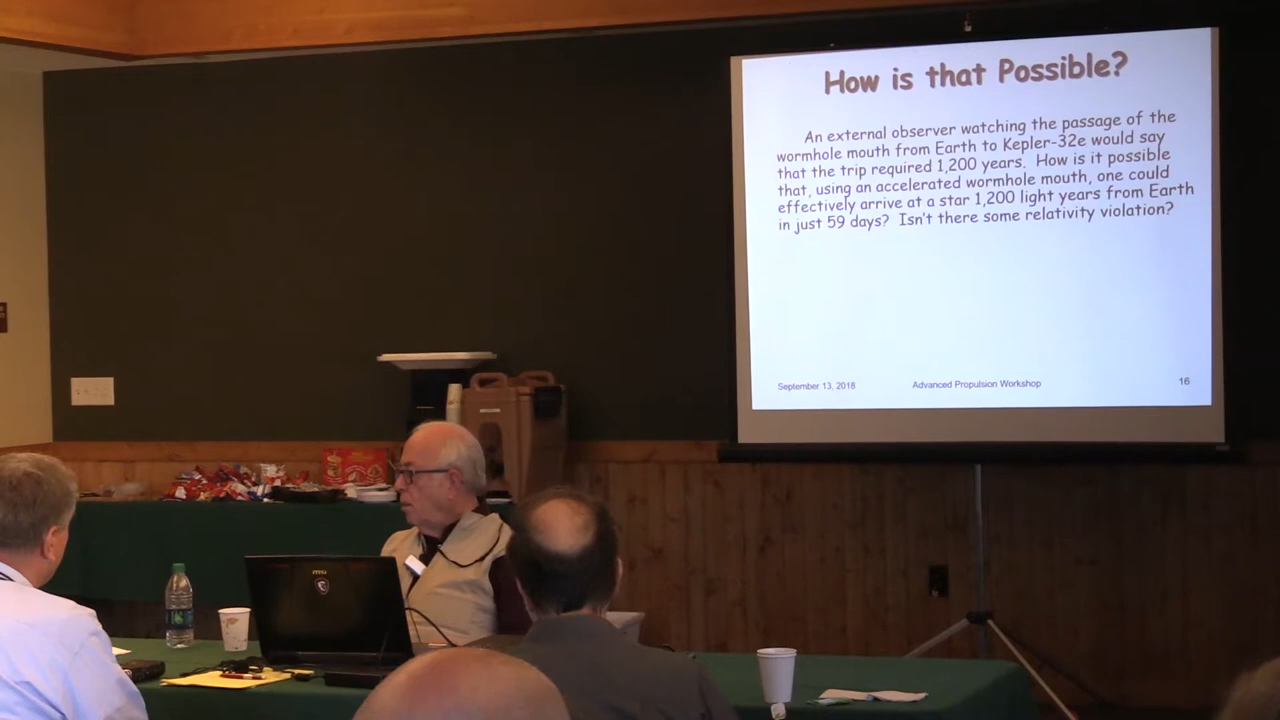 How is that Possible?
An external observer watching the passage of the
wormhole mouth from Earth to Kepler-32e would say
that the trip required 1,200 years. How is it possible
that, using an accelerated wormhole mouth, one could
effectively arrive at a star 1,200 light years from Earth
in just 59 days? Isn't there some relativity violation?
September 13, 2018
Advanced Propulsion Workshop
16
msi